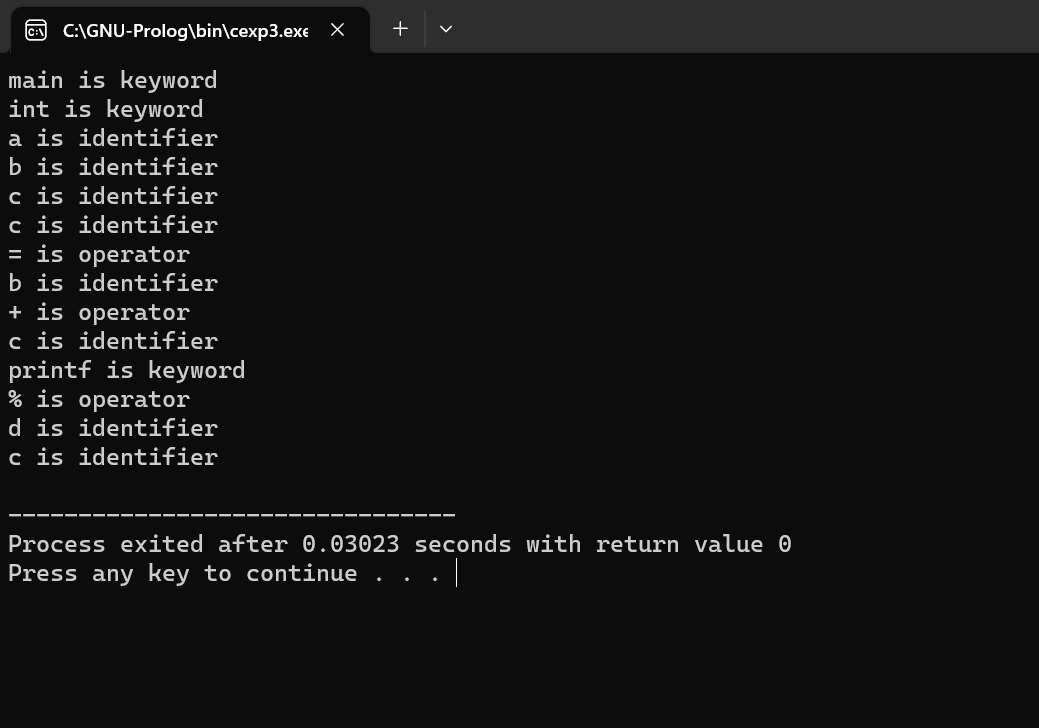 C:\GNU-Prolog\bin\cexp3.exe
main is keyword
int is keyword
a is identifier
b is identifier
c is identifier
c is identifier
= is operator
b is identifier
+ is operator
c is identifier
printf is keyword
% is operator
d is identifier
c is identifier
--------------------------------
Process exited after 0.03023 seconds with return value 0
Press any key to continue . . .